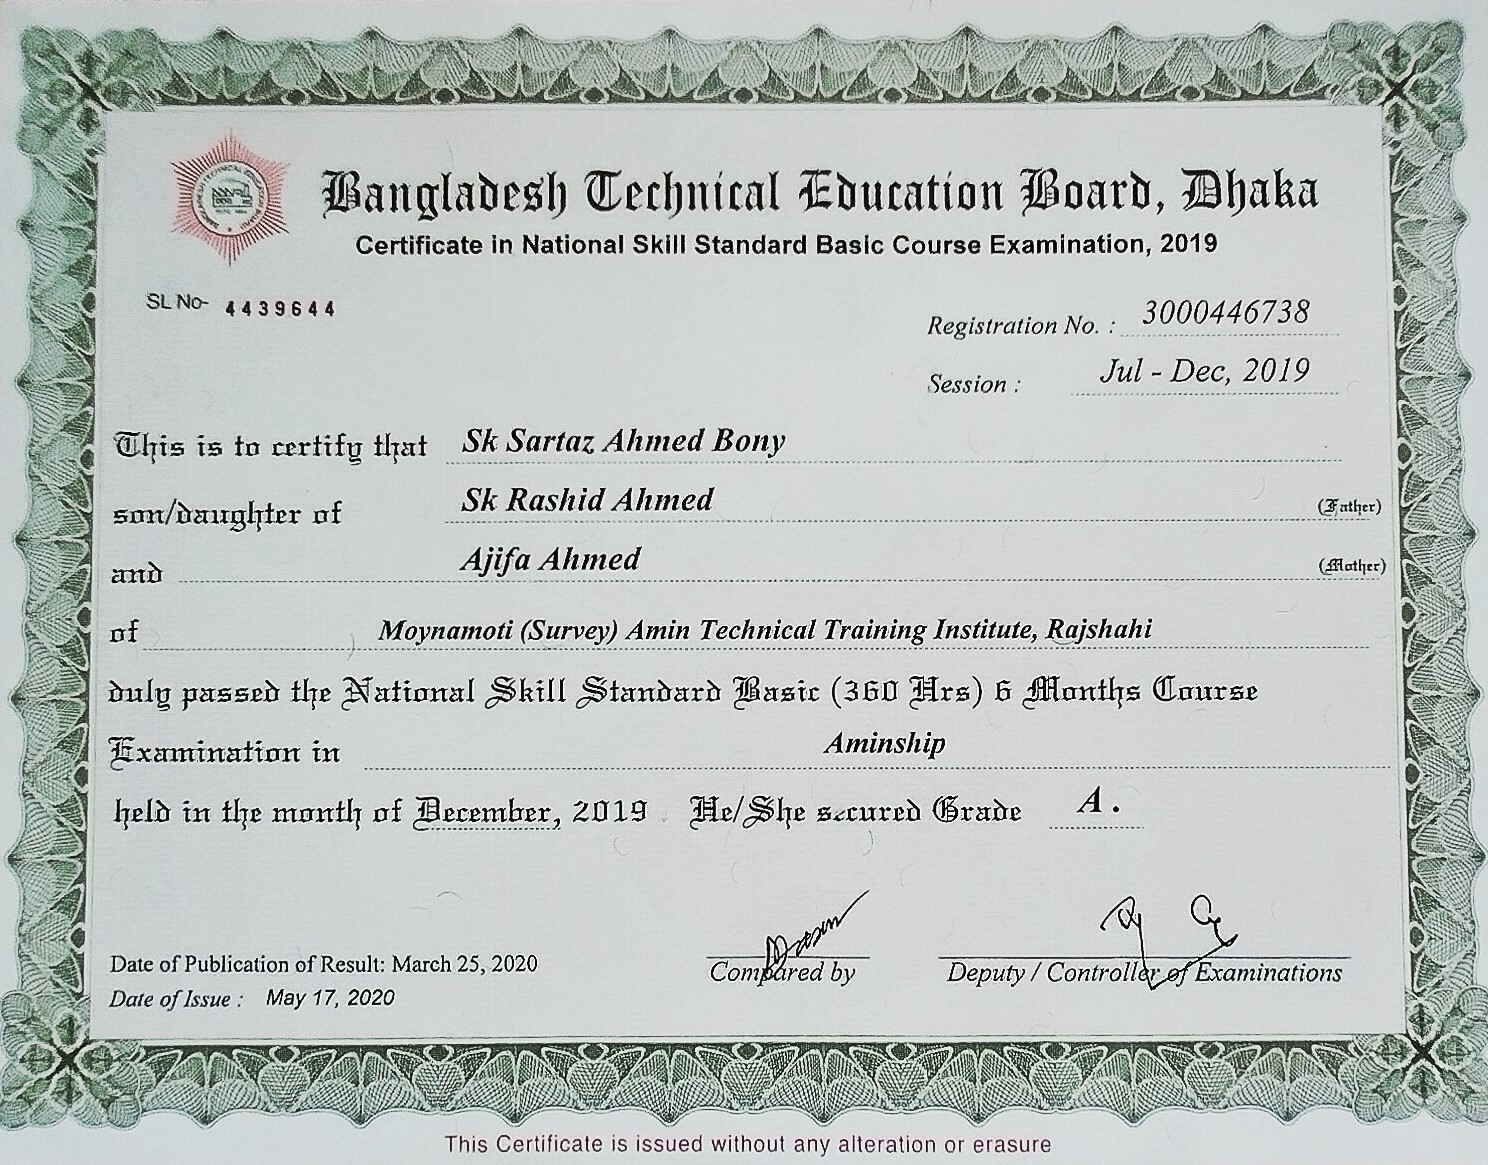 Bangladesh Technical Education Board, Dhaka
Certificate in National Skill Standard Basic Course Examination, 2019
SL No- 4439644
Registration No. : 3000446738
Session : Jul - Dec, 2019
This is to certify that Sk Sartaz Ahmed Bony
son/daughter of Sk Rashid Ahmed (Father)
and Ajifa Ahmed (Mother)
of Moynamoti (Survey) Amin Technical Training Institute, Rajshahi
duly passed the National Skill Standard Basic (360 Hrs) 6 Months Course
Examination in Aminship
held in the month of December, 2019 He/She secured Grade A.
Date of Publication of Result: March 25, 2020
Compared by
Deputy / Controller of Examinations
Date of Issue : May 17, 2020
This Certificate is issued without any alteration or erasure